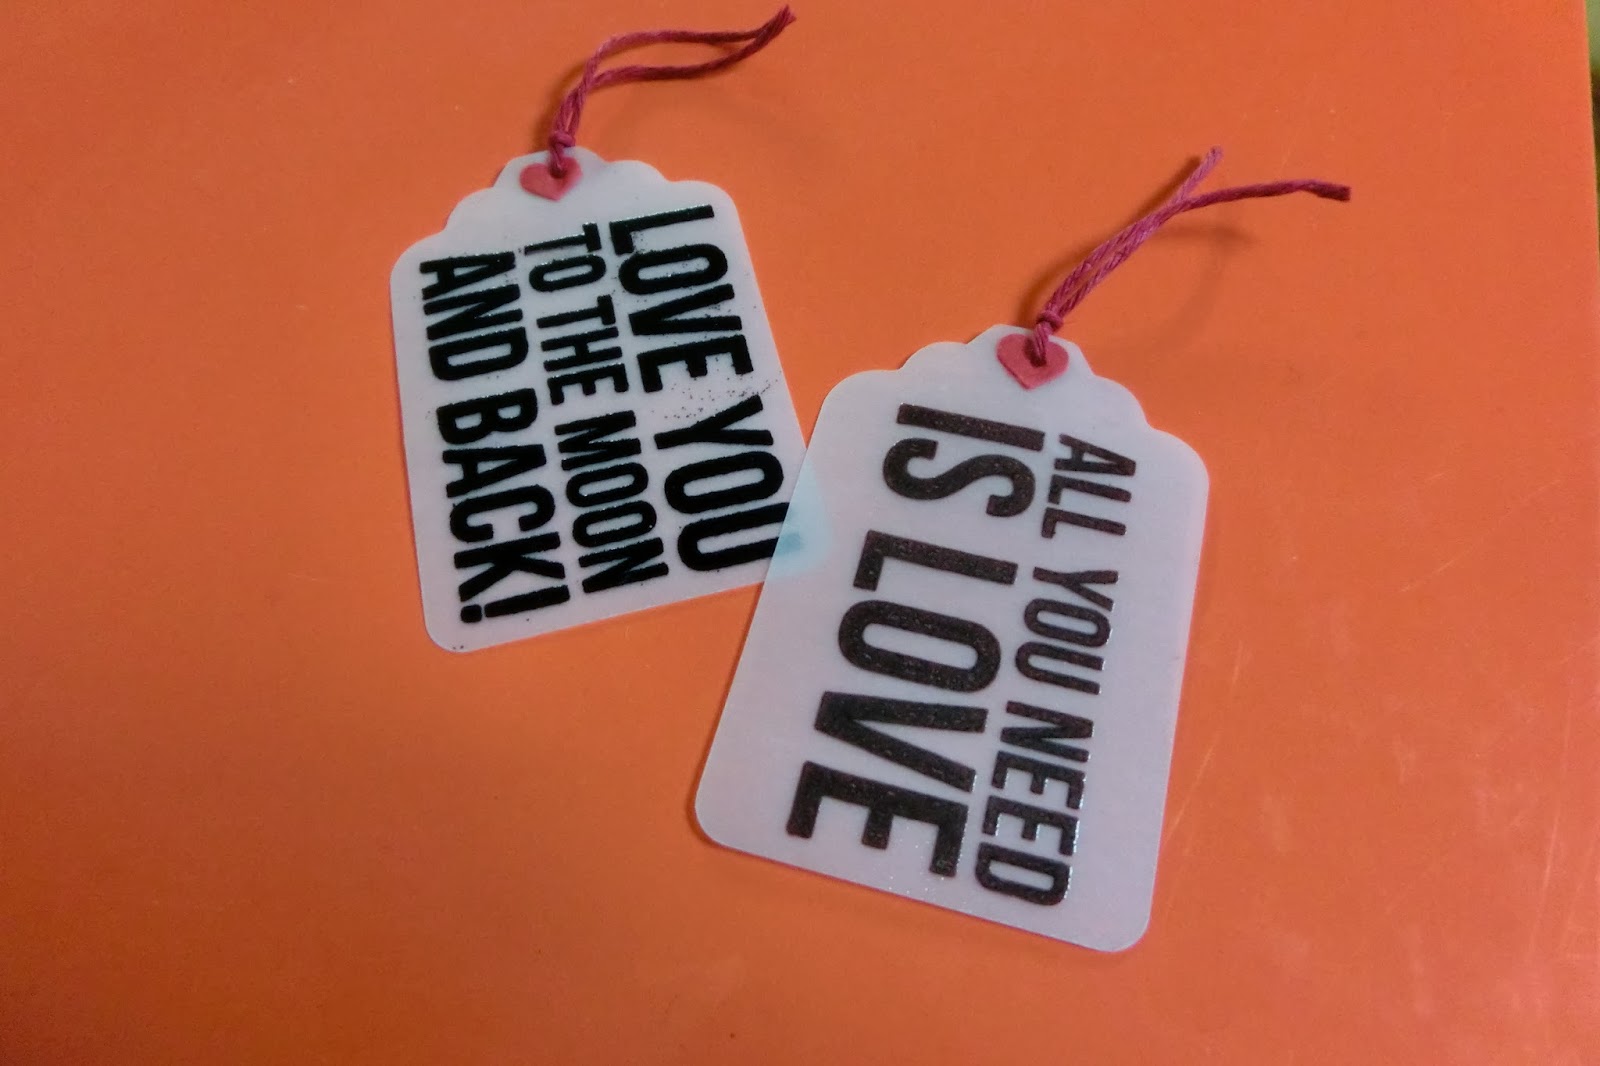 LOVE YOU
TO THE MOON
AND BACK!
ALL YOU NEED
IS LOVE